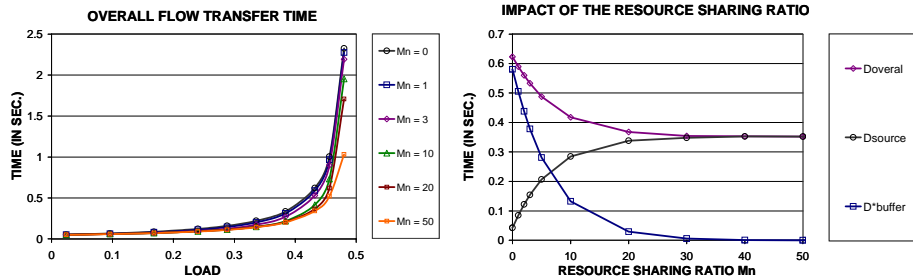 OVERALL FLOW TRANSFER TIME
TIME (IN SEC.)
2.5
2
1.5
1
0.5
0
0 0.1 0.2 0.3 0.4 0.5
LOAD
Mn = 0
Mn = 1
Mn = 3
Mn = 10
Mn = 20
Mn = 50
IMPACT OF THE RESOURCE SHARING RATIO
TIME (IN SEC.)
0.7
0.6
0.5
0.4
0.3
0.2
0.1
0
0 10 20 30 40 50
RESOURCE SHARING RATIO Mn
Doveral
Dsource
D*buffer